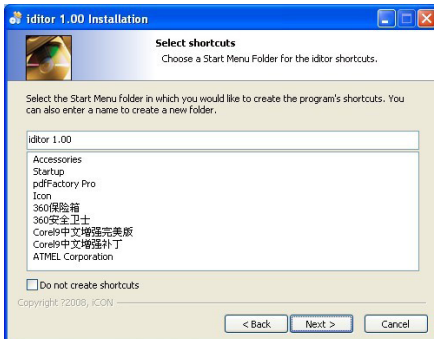 iditor 1.00 Installation
Select shortcuts
Choose a Start Menu Folder for the iditor shortcuts.
Select the Start Menu folder in which you would like to create the program's shortcuts. You
can also enter a name to create a new folder.
iditor 1.00
Accessories
Startup
pdfFactory Pro
Icon
360保险箱
360安全卫士
Corel9中文增强完美版
Corel9中文增强补丁
ATMEL Corporation
Do not create shortcuts
Copyright ?2008, iCON
< Back
Next >
Cancel